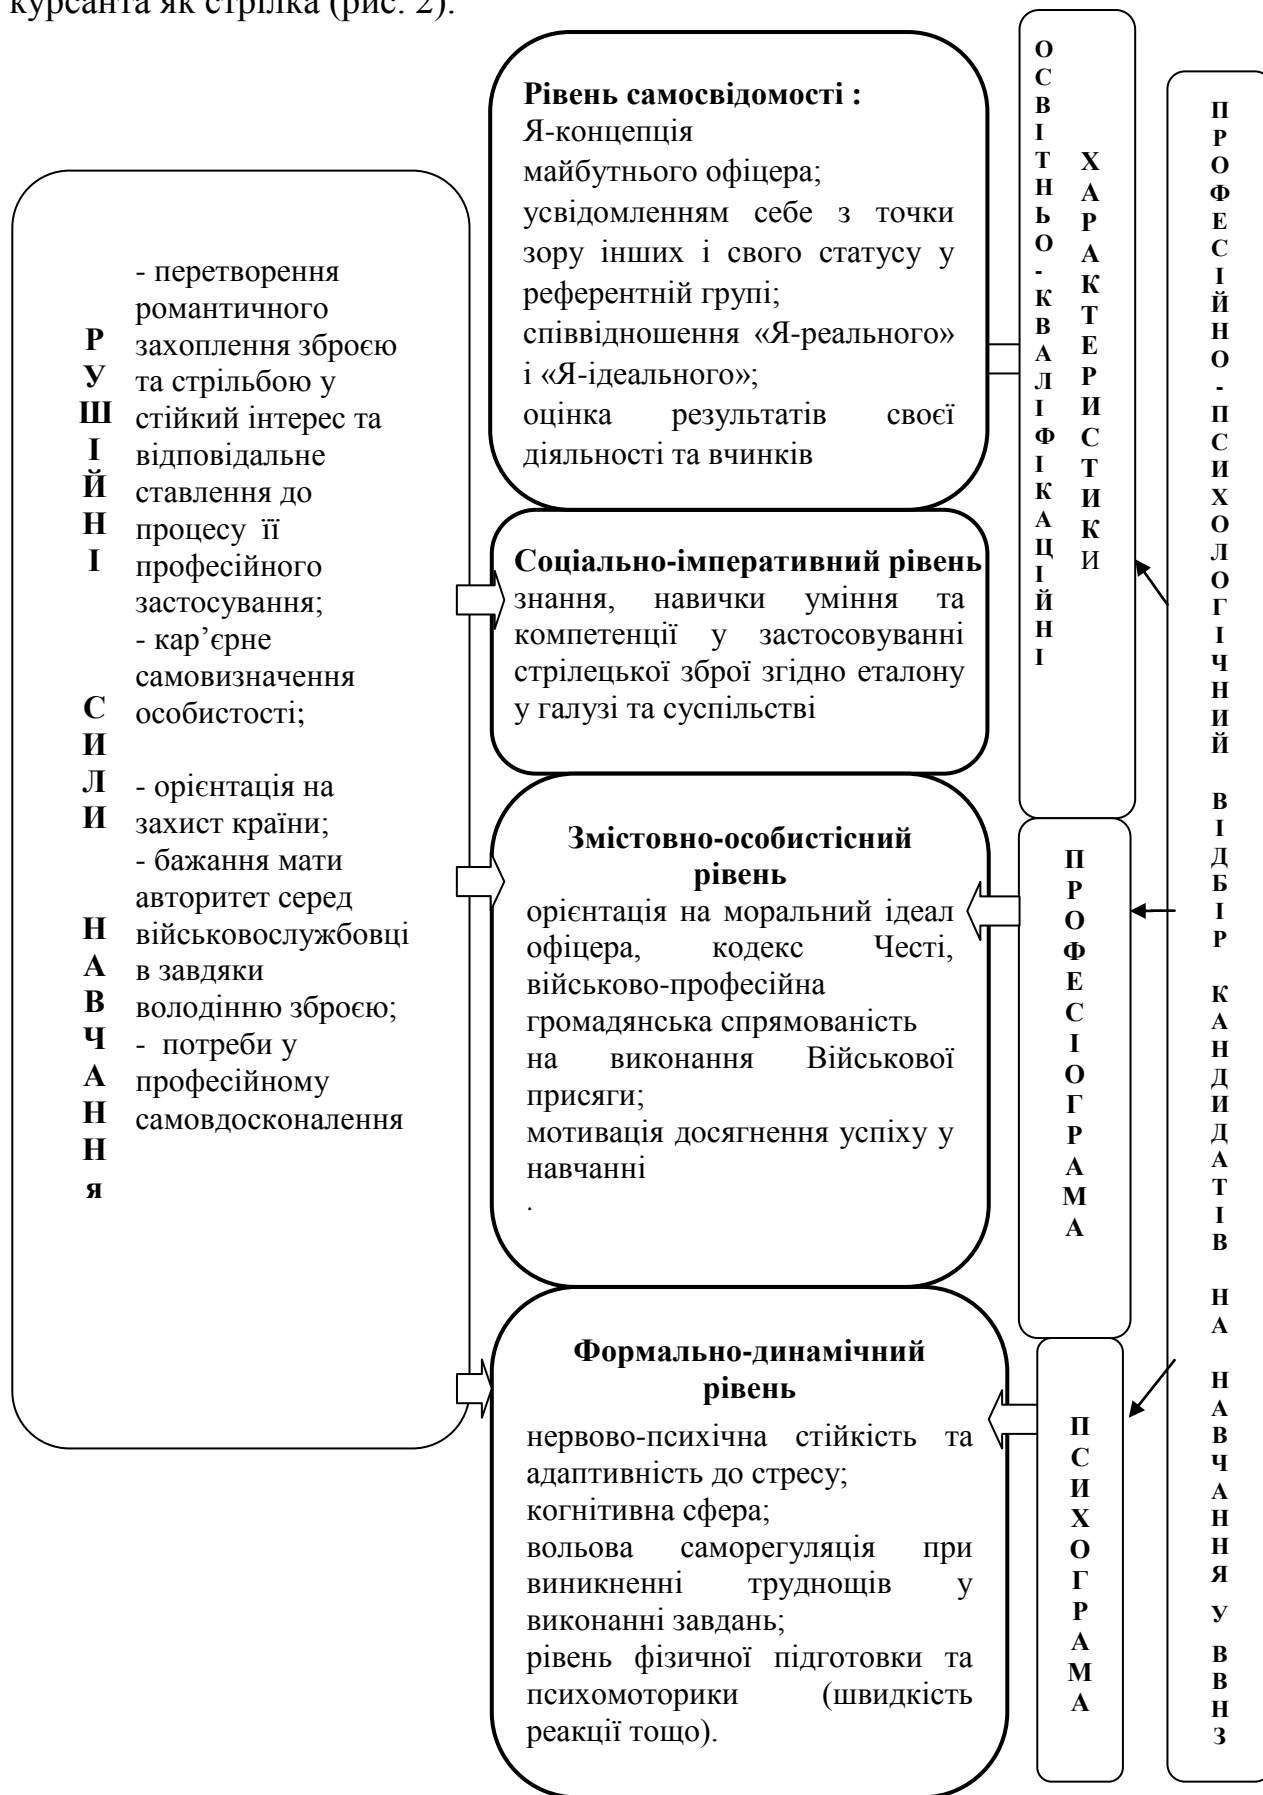 курсанта як стрілка (рис. 2).
РУШІЙНІ СИЛИ НАВЧАННя
- перетворення
романтичного
захоплення зброєю
та стрільбою у
стійкий інтерес та
відповідальне
ставлення до
процесу її
професійного
застосування;
- кар’єрне
самовизначення
особистості;
- орієнтація на
захист країни;
- бажання мати
авторитет серед
військовослужбовці
в завдяки
володінню зброєю;
- потреби у
професійному
самовдосконалення
Рівень самосвідомості :
Я-концепція
майбутнього офіцера;
усвідомленням себе з точки
зору інших і свого статусу у
референтній групі;
співвідношення «Я-реального»
і «Я-ідеального»;
оцінка результатів своєї
діяльності та вчинків
Соціально-імперативний рівень
знання, навички уміння та
компетенції у застосовуванні
стрілецької зброї згідно еталону
у галузі та суспільстві
Змістовно-особистісний
рівень
орієнтація на моральний ідеал
офіцера, кодекс Честі,
військово-професійна
громадянська спрямованість
на виконання Військової
присяги;
мотивація досягнення успіху у
навчанні
.
Формально-динамічний
рівень
нервово-психічна стійкість та
адаптивність до стресу;
когнітивна сфера;
вольова саморегуляція при
виникненні труднощів у
виконанні завдань;
рівень фізичної підготовки та
психомоторики (швидкість
реакції тощо).
ОСВІТНЬО-КВАЛІФІКАЦІЙНІ
ХАРАКТЕРИСТИКИ
ПРОФЕСІОГРАМА
ПСИХОГРАМА
ПРОФЕСІЙНО-ПСИХОЛОГІЧНИЙ ВІДБІР КАНДИДАТІВ НА НАВЧАННЯ У ВВНЗ